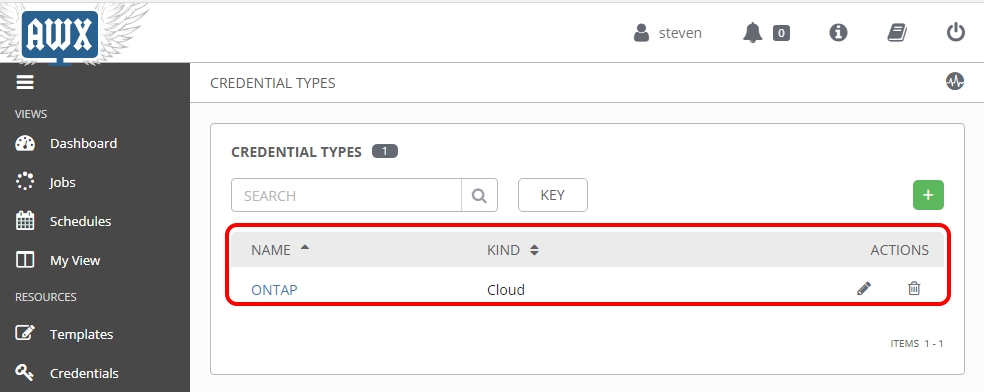 AWX
steven
0
CREDENTIAL TYPES
VIEWS
Dashboard
Jobs
Schedules
My View
RESOURCES
Templates
Credentials
CREDENTIAL TYPES 1
SEARCH
KEY
+
NAME KIND ACTIONS
ONTAP Cloud
ITEMS 1 - 1